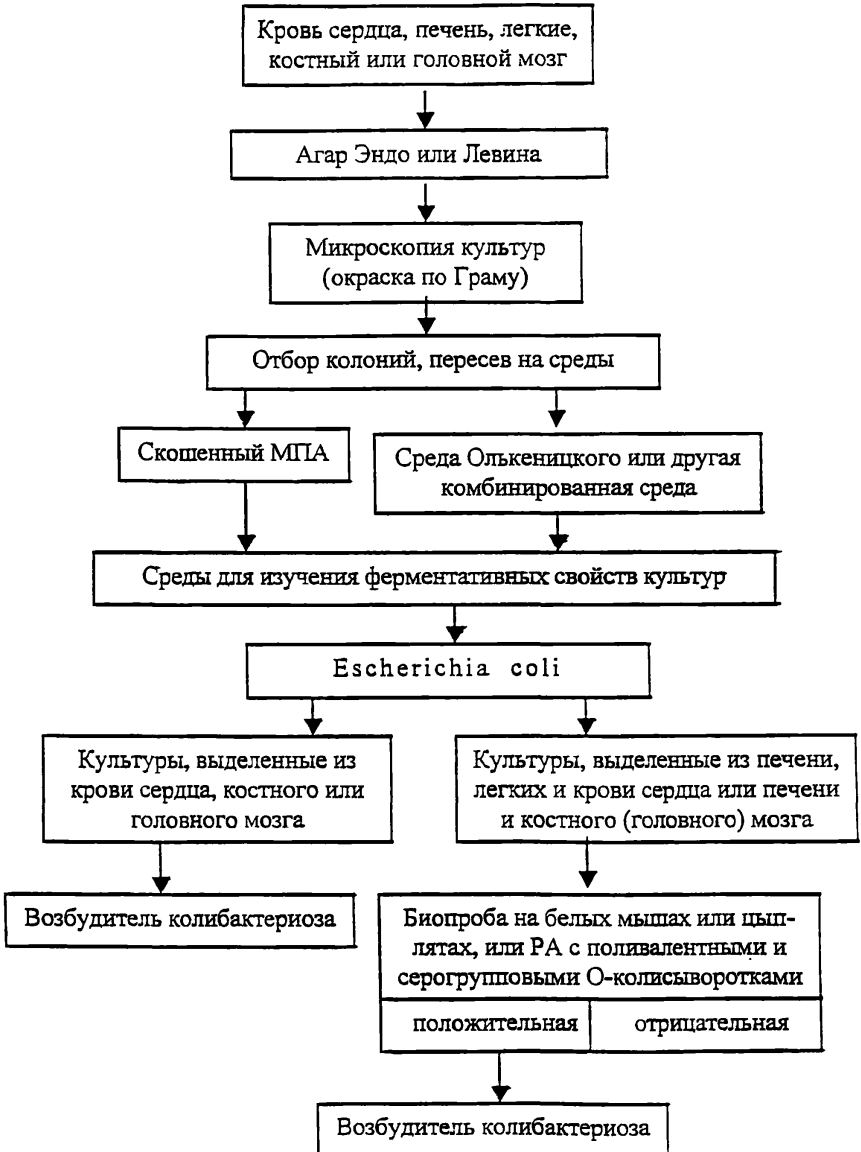 Кровь сердца, печень, легкие,
костный или головной мозг
Агар Эндо или Левина
Микроскопия культур
(окраска по Граму)
Отбор колоний, пересев на среды
Скошенный МПА
Среда Олькеницкого или другая
комбинированная среда
Среды для изучения ферментативных свойств культур
Escherichia coli
Культуры, выделенные из
крови сердца, костного или
головного мозга
Культуры, выделенные из печени,
легких и крови сердца или печени
и костного (головного) мозга
Возбудитель колибактериоза
Биопроба на белых мышах или цып-
лятах, или РА с поливалентными и
серогрупповыми О-колисыворотками
положительная
отрицательная
Возбудитель колибактериоза